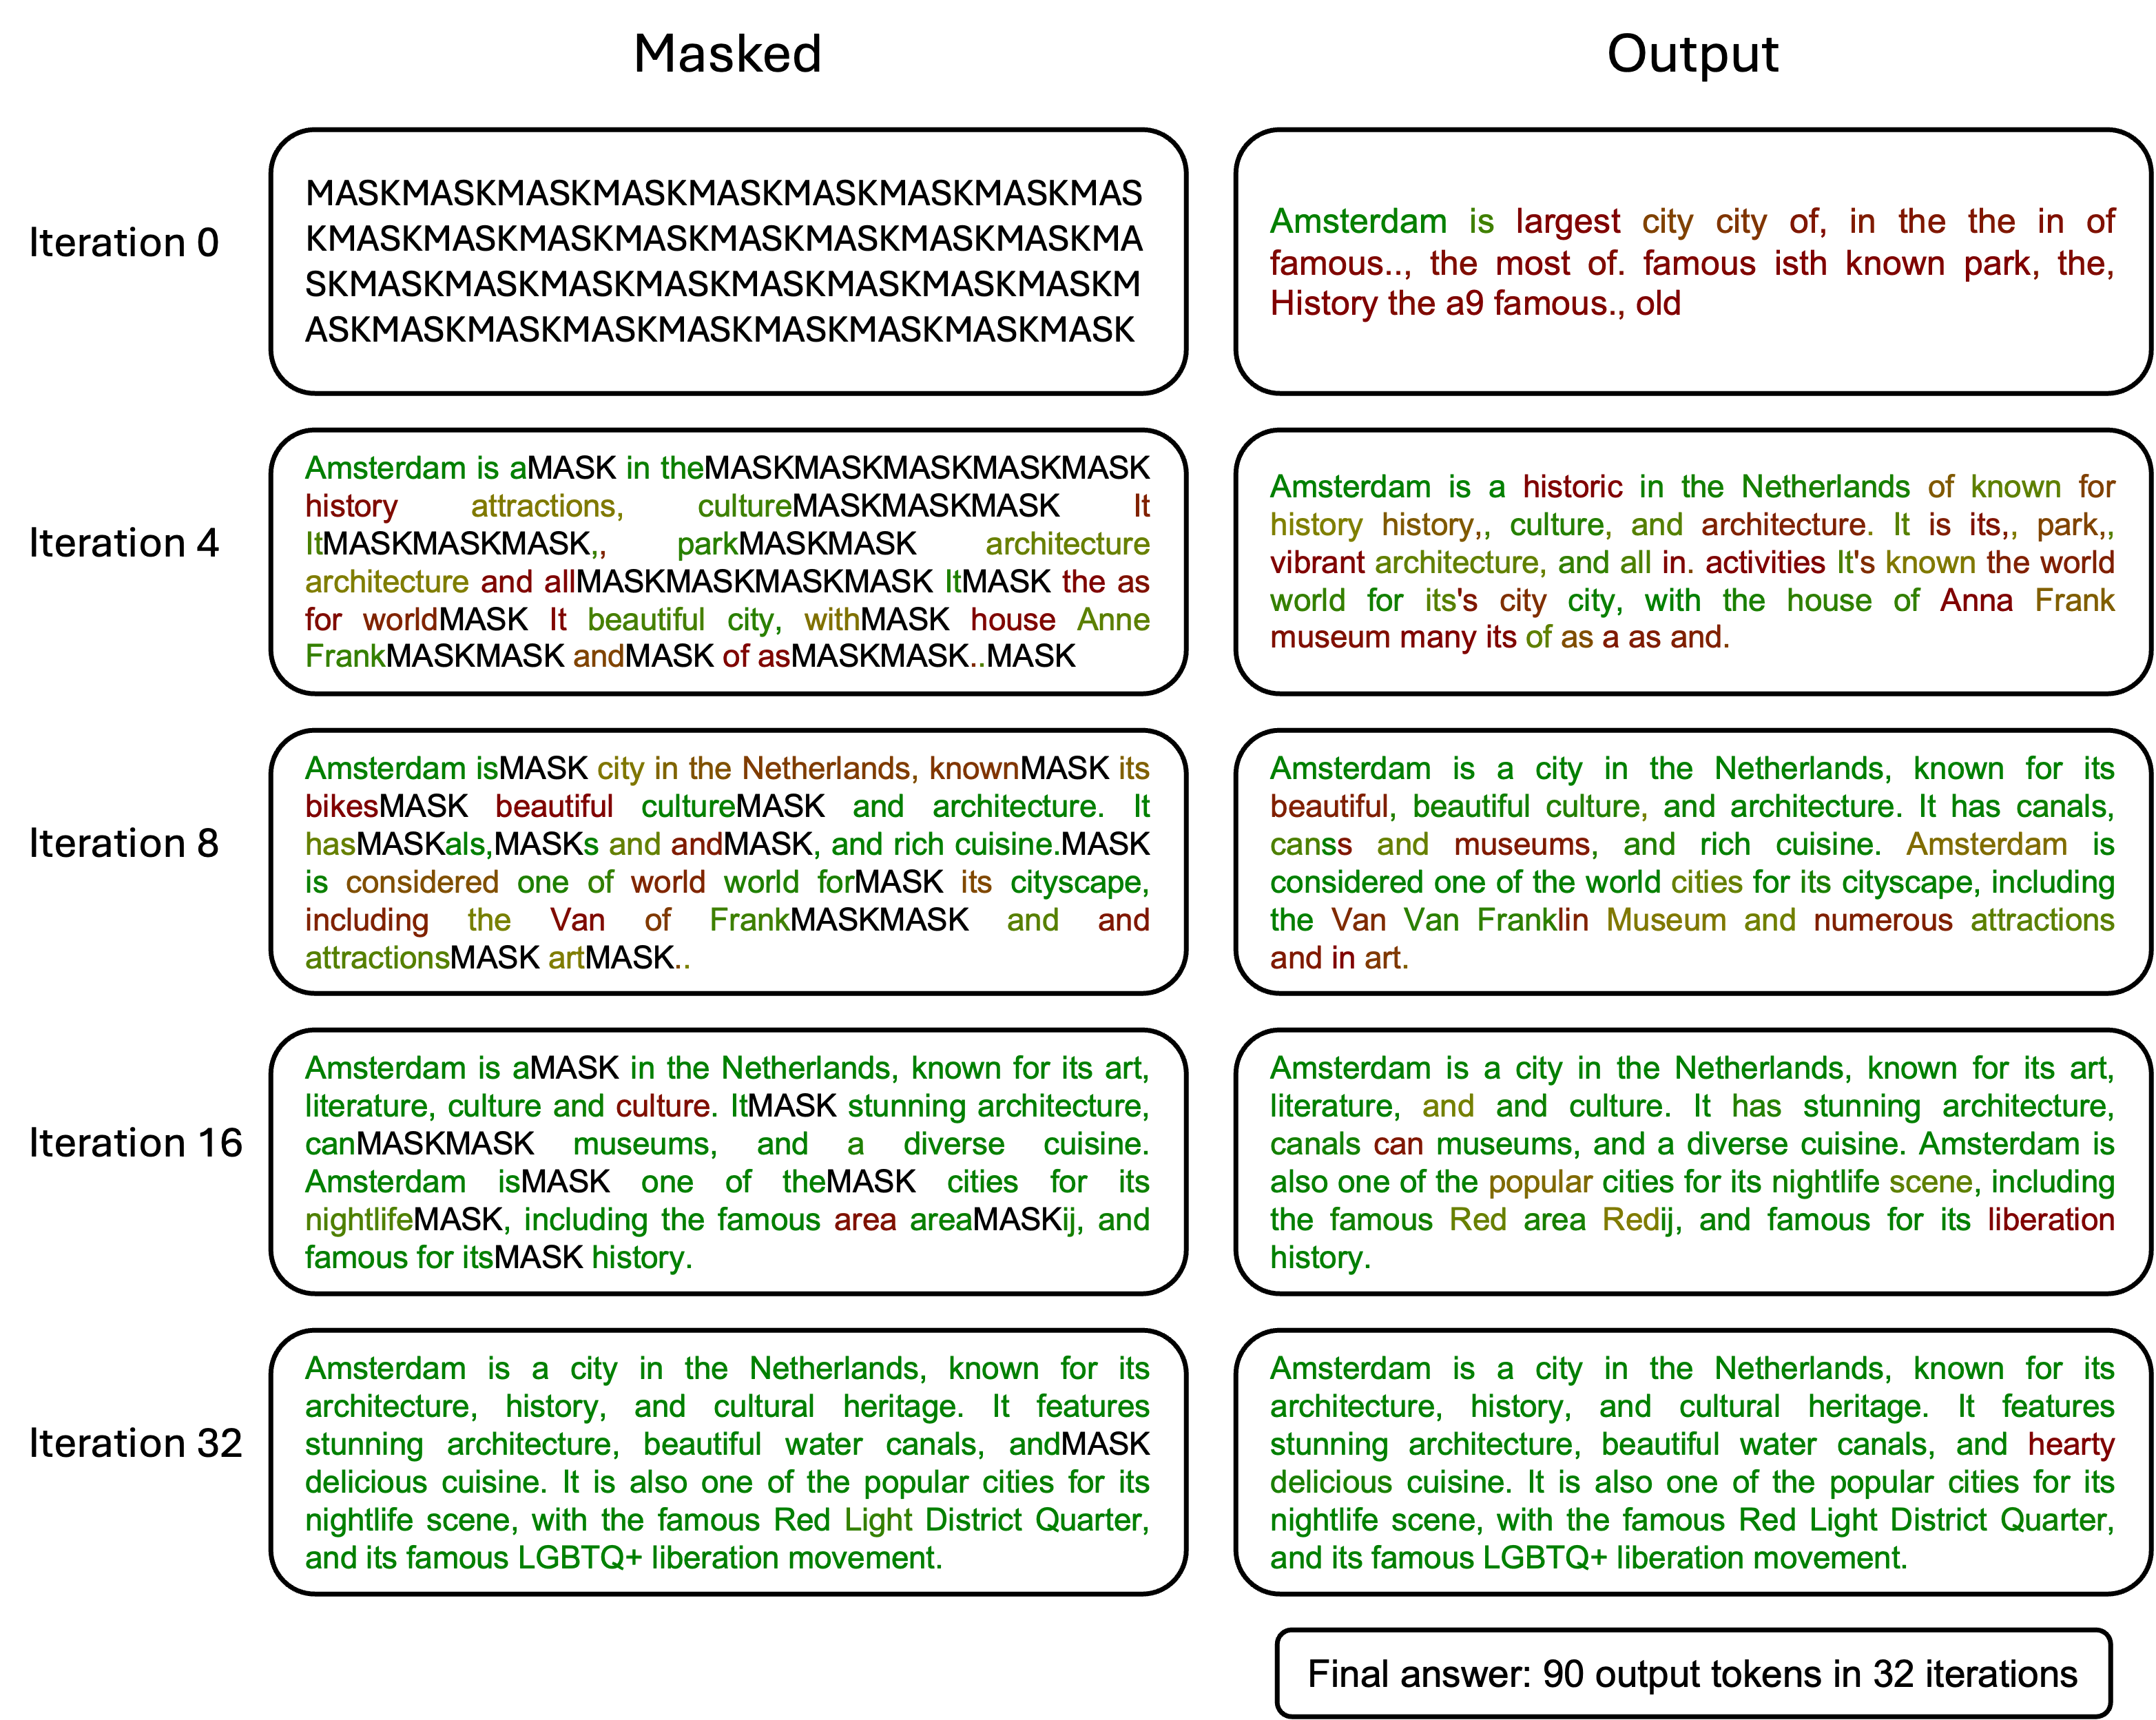 Masked
Output
Iteration 0
MASKMASKMASKMASKMASKMASKMASKMASKMAS
KMASKMASKMASKMASKMASKMASKMASKMASKMA
SKMASKMASKMASKMASKMASKMASKMASKMASKM
ASKMASKMASKMASKMASKMASKMASKMASKMASK
Amsterdam is largest city city of, in the the in of
famous.., the most of. famous isth known park, the,
History the a9 famous., old
Iteration 4
Amsterdam is aMASK in theMASKMASKMASKMASKMASK
history attractions, cultureMASKMASKMASK It
ItMASKMASKMASK,, parkMASKMASK architecture
architecture and allMASKMASKMASKMASK ItMASK the as
for worldMASK It beautiful city, withMASK house Anne
FrankMASKMASK andMASK of asMASKMASK..MASK
Amsterdam is a historic in the Netherlands of known for
history history,, culture, and architecture. It is its,, park,,
vibrant architecture, and all in. activities It's known the world
world for its's city city, with the house of Anna Frank
museum many its of as a as and.
Iteration 8
Amsterdam isMASK city in the Netherlands, knownMASK its
bikesMASK beautiful cultureMASK and architecture. It
hasMASKals,MASKs and andMASK, and rich cuisine.MASK
is considered one of world world forMASK its cityscape,
including the Van of FrankMASKMASK and and
attractionsMASK artMASK..
Amsterdam is a city in the Netherlands, known for its
beautiful, beautiful culture, and architecture. It has canals,
canss and museums, and rich cuisine. Amsterdam is
considered one of the world cities for its cityscape, including
the Van Van Franklin Museum and numerous attractions
and in art.
Iteration 16
Amsterdam is aMASK in the Netherlands, known for its art,
literature, culture and culture. ItMASK stunning architecture,
canMASKMASK museums, and a diverse cuisine.
Amsterdam isMASK one of theMASK cities for its
nightlifeMASK, including the famous area areaMASKij, and
famous for itsMASK history.
Amsterdam is a city in the Netherlands, known for its art,
literature, and and culture. It has stunning architecture,
canals can museums, and a diverse cuisine. Amsterdam is
also one of the popular cities for its nightlife scene, including
the famous Red area Redij, and famous for its liberation
history.
Iteration 32
Amsterdam is a city in the Netherlands, known for its
architecture, history, and cultural heritage. It features
stunning architecture, beautiful water canals, andMASK
delicious cuisine. It is also one of the popular cities for its
nightlife scene, with the famous Red Light District Quarter,
and its famous LGBTQ+ liberation movement.
Amsterdam is a city in the Netherlands, known for its
architecture, history, and cultural heritage. It features
stunning architecture, beautiful water canals, and hearty
delicious cuisine. It is also one of the popular cities for its
nightlife scene, with the famous Red Light District Quarter,
and its famous LGBTQ+ liberation movement.
Final answer: 90 output tokens in 32 iterations